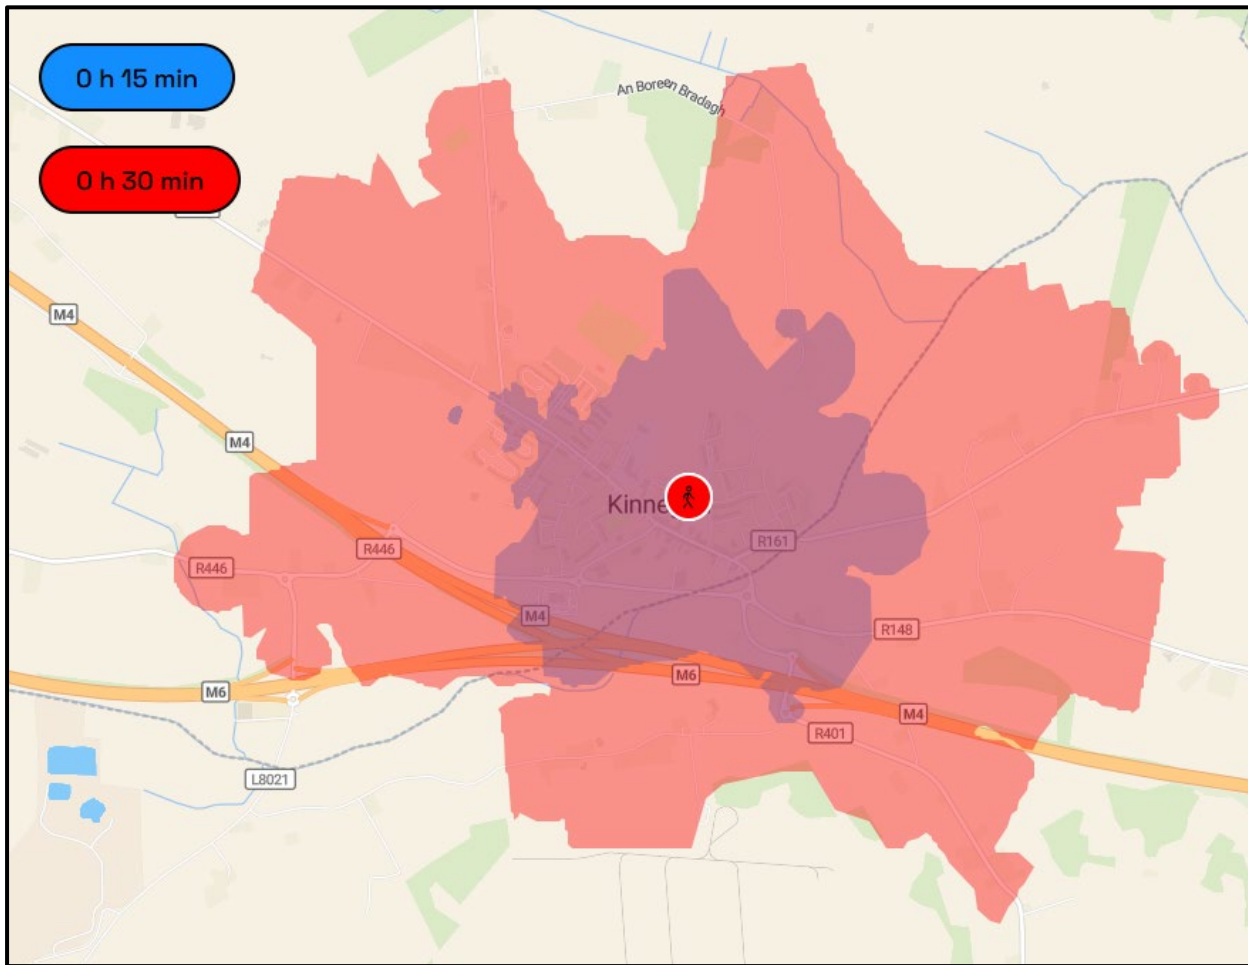 0 h 15 min
0 h 30 min
An Boreen Bradagh
M4
M4
Kinne
R161
R446
R446
M4
R148
M6
M6
M4
R401
L8021